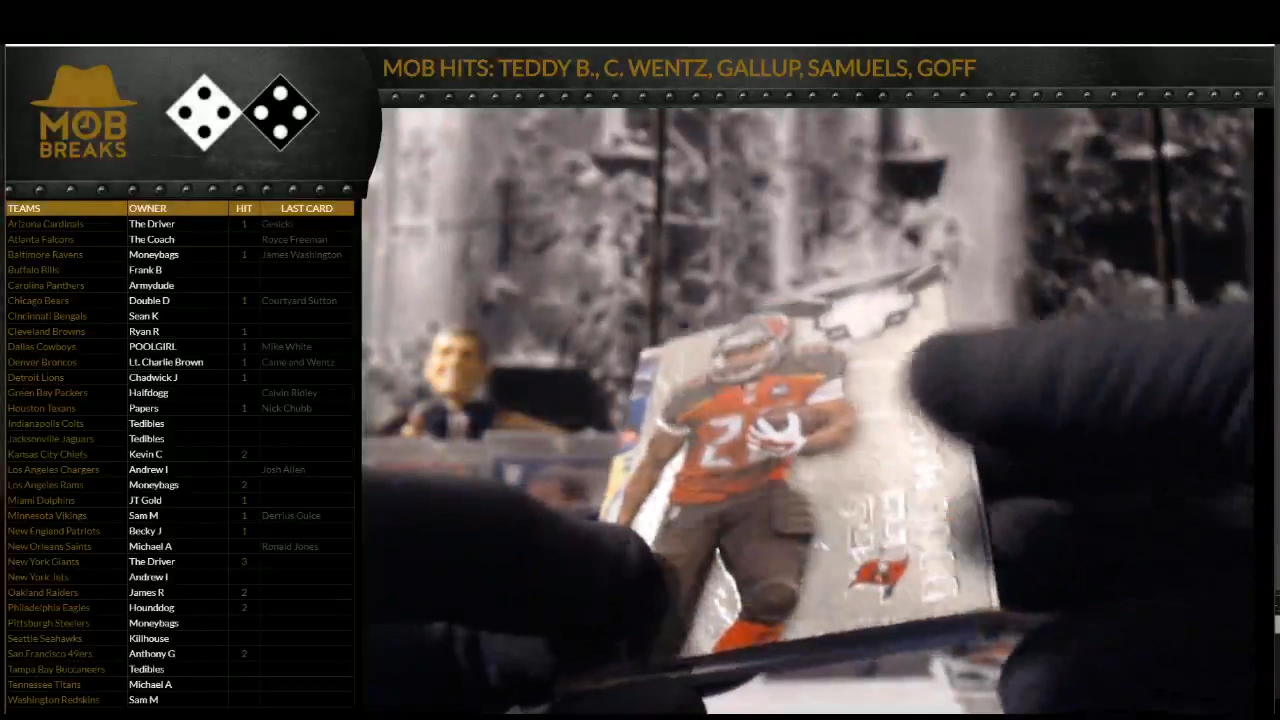 MOB HITS: TEDDY B., C. WENTZ, GALLUP, SAMUELS, GOFF
MOB
BREAKS
TEAMS OWNER HIT LAST CARD
Arizona Cardinals The Driver 1 Gesicki
Atlanta Falcons The Coach Royce Freeman
Baltimore Ravens Moneybags 1 James Washington
Buffalo Bills Frank B
Carolina Panthers Armydude
Chicago Bears Double D 1 Courtyard Sutton
Cincinnati Bengals Sean K
Cleveland Browns Ryan R 1
Dallas Cowboys POOLGIRL 1 Mike White
Denver Broncos Lt. Charlie Brown 1 Came and Wentz
Detroit Lions Chadwick J 1
Green Bay Packers Halfdogg Calvin Ridley
Houston Texans Papers 1 Nick Chubb
Indianapolis Colts Tedibles
Jacksonville Jaguars Tedibles
Kansas City Chiefs Kevin C 2
Los Angeles Chargers Andrew I Josh Allen
Los Angeles Rams Moneybags 2
Miami Dolphins JT Gold 1
Minnesota Vikings Sam M 1 Derrius Guice
New England Patriots Becky J 1
New Orleans Saints Michael A Ronald Jones
New York Giants The Driver 3
New York Jets Andrew I
Oakland Raiders James R 2
Philadelphia Eagles Hounddog 2
Pittsburgh Steelers Moneybags
Seattle Seahawks Killhouse
San Francisco 49ers Anthony G 2
Tampa Bay Buccaneers Tedibles
Tennessee Titans Michael A
Washington Redskins Sam M